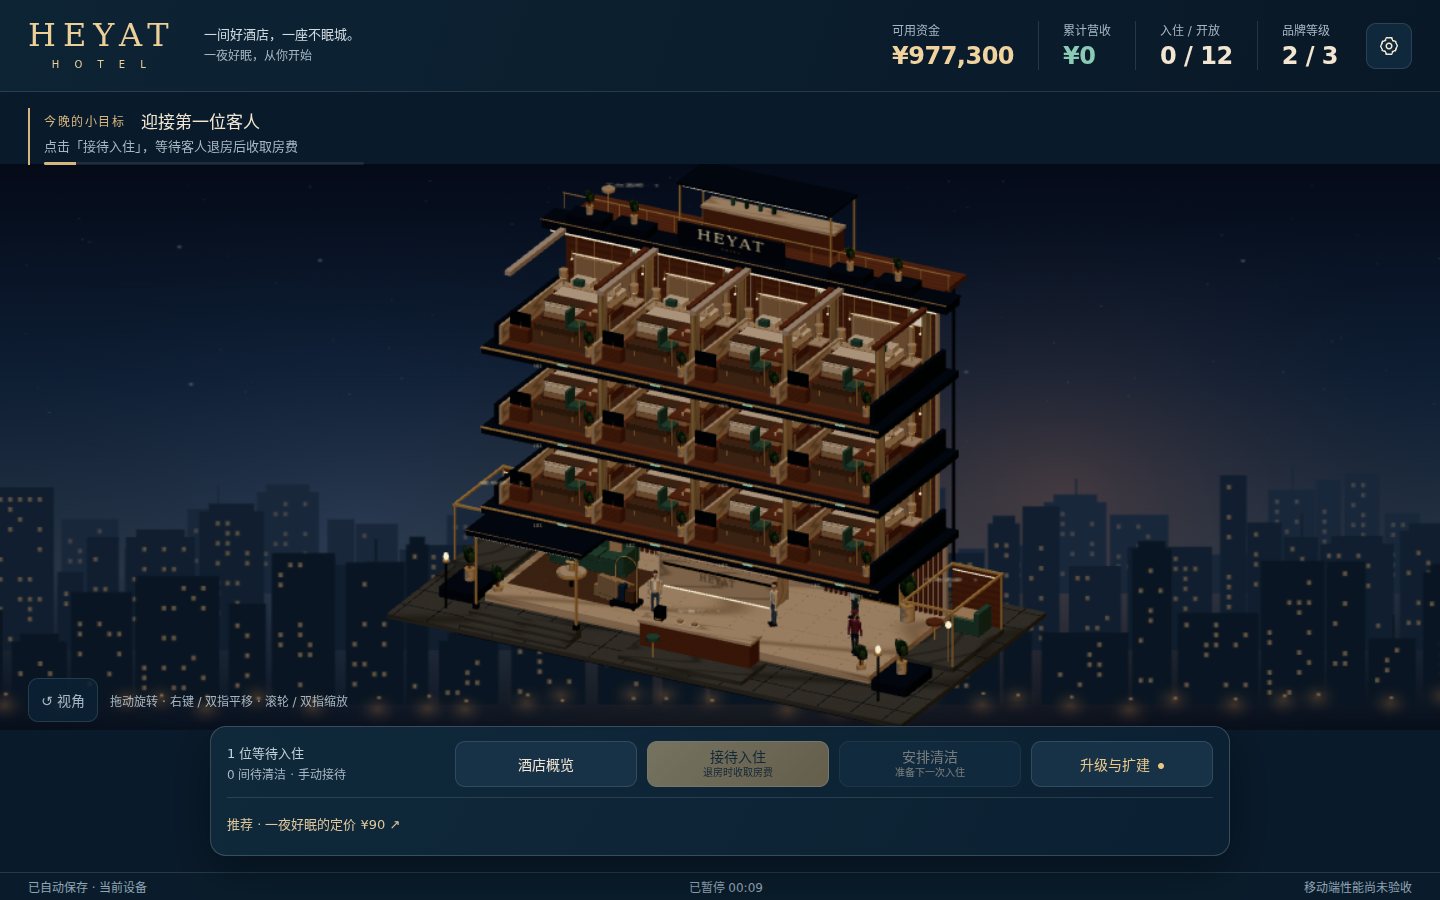 HEYAT
HOTEL
一间好酒店，一座不眠城。
一夜好眠，从你开始
可用资金
¥977,300
累计营收
¥0
入住 / 开放
0 / 12
品牌等级
2 / 3
今晚的小目标 迎接第一位客人
点击「接待入住」，等待客人退房后收取房费
HEYAT
HEYAT
↺ 视角
拖动旋转 · 右键 / 双指平移 · 滚轮 / 双指缩放
1 位等待入住
0 间待清洁 · 手动接待
酒店概览
接待入住
退房时收取房费
安排清洁
准备下一次入住
升级与扩建 •
推荐 · 一夜好眠的定价 ¥90 ↗
已自动保存 · 当前设备
已暂停 00:09
移动端性能尚未验收